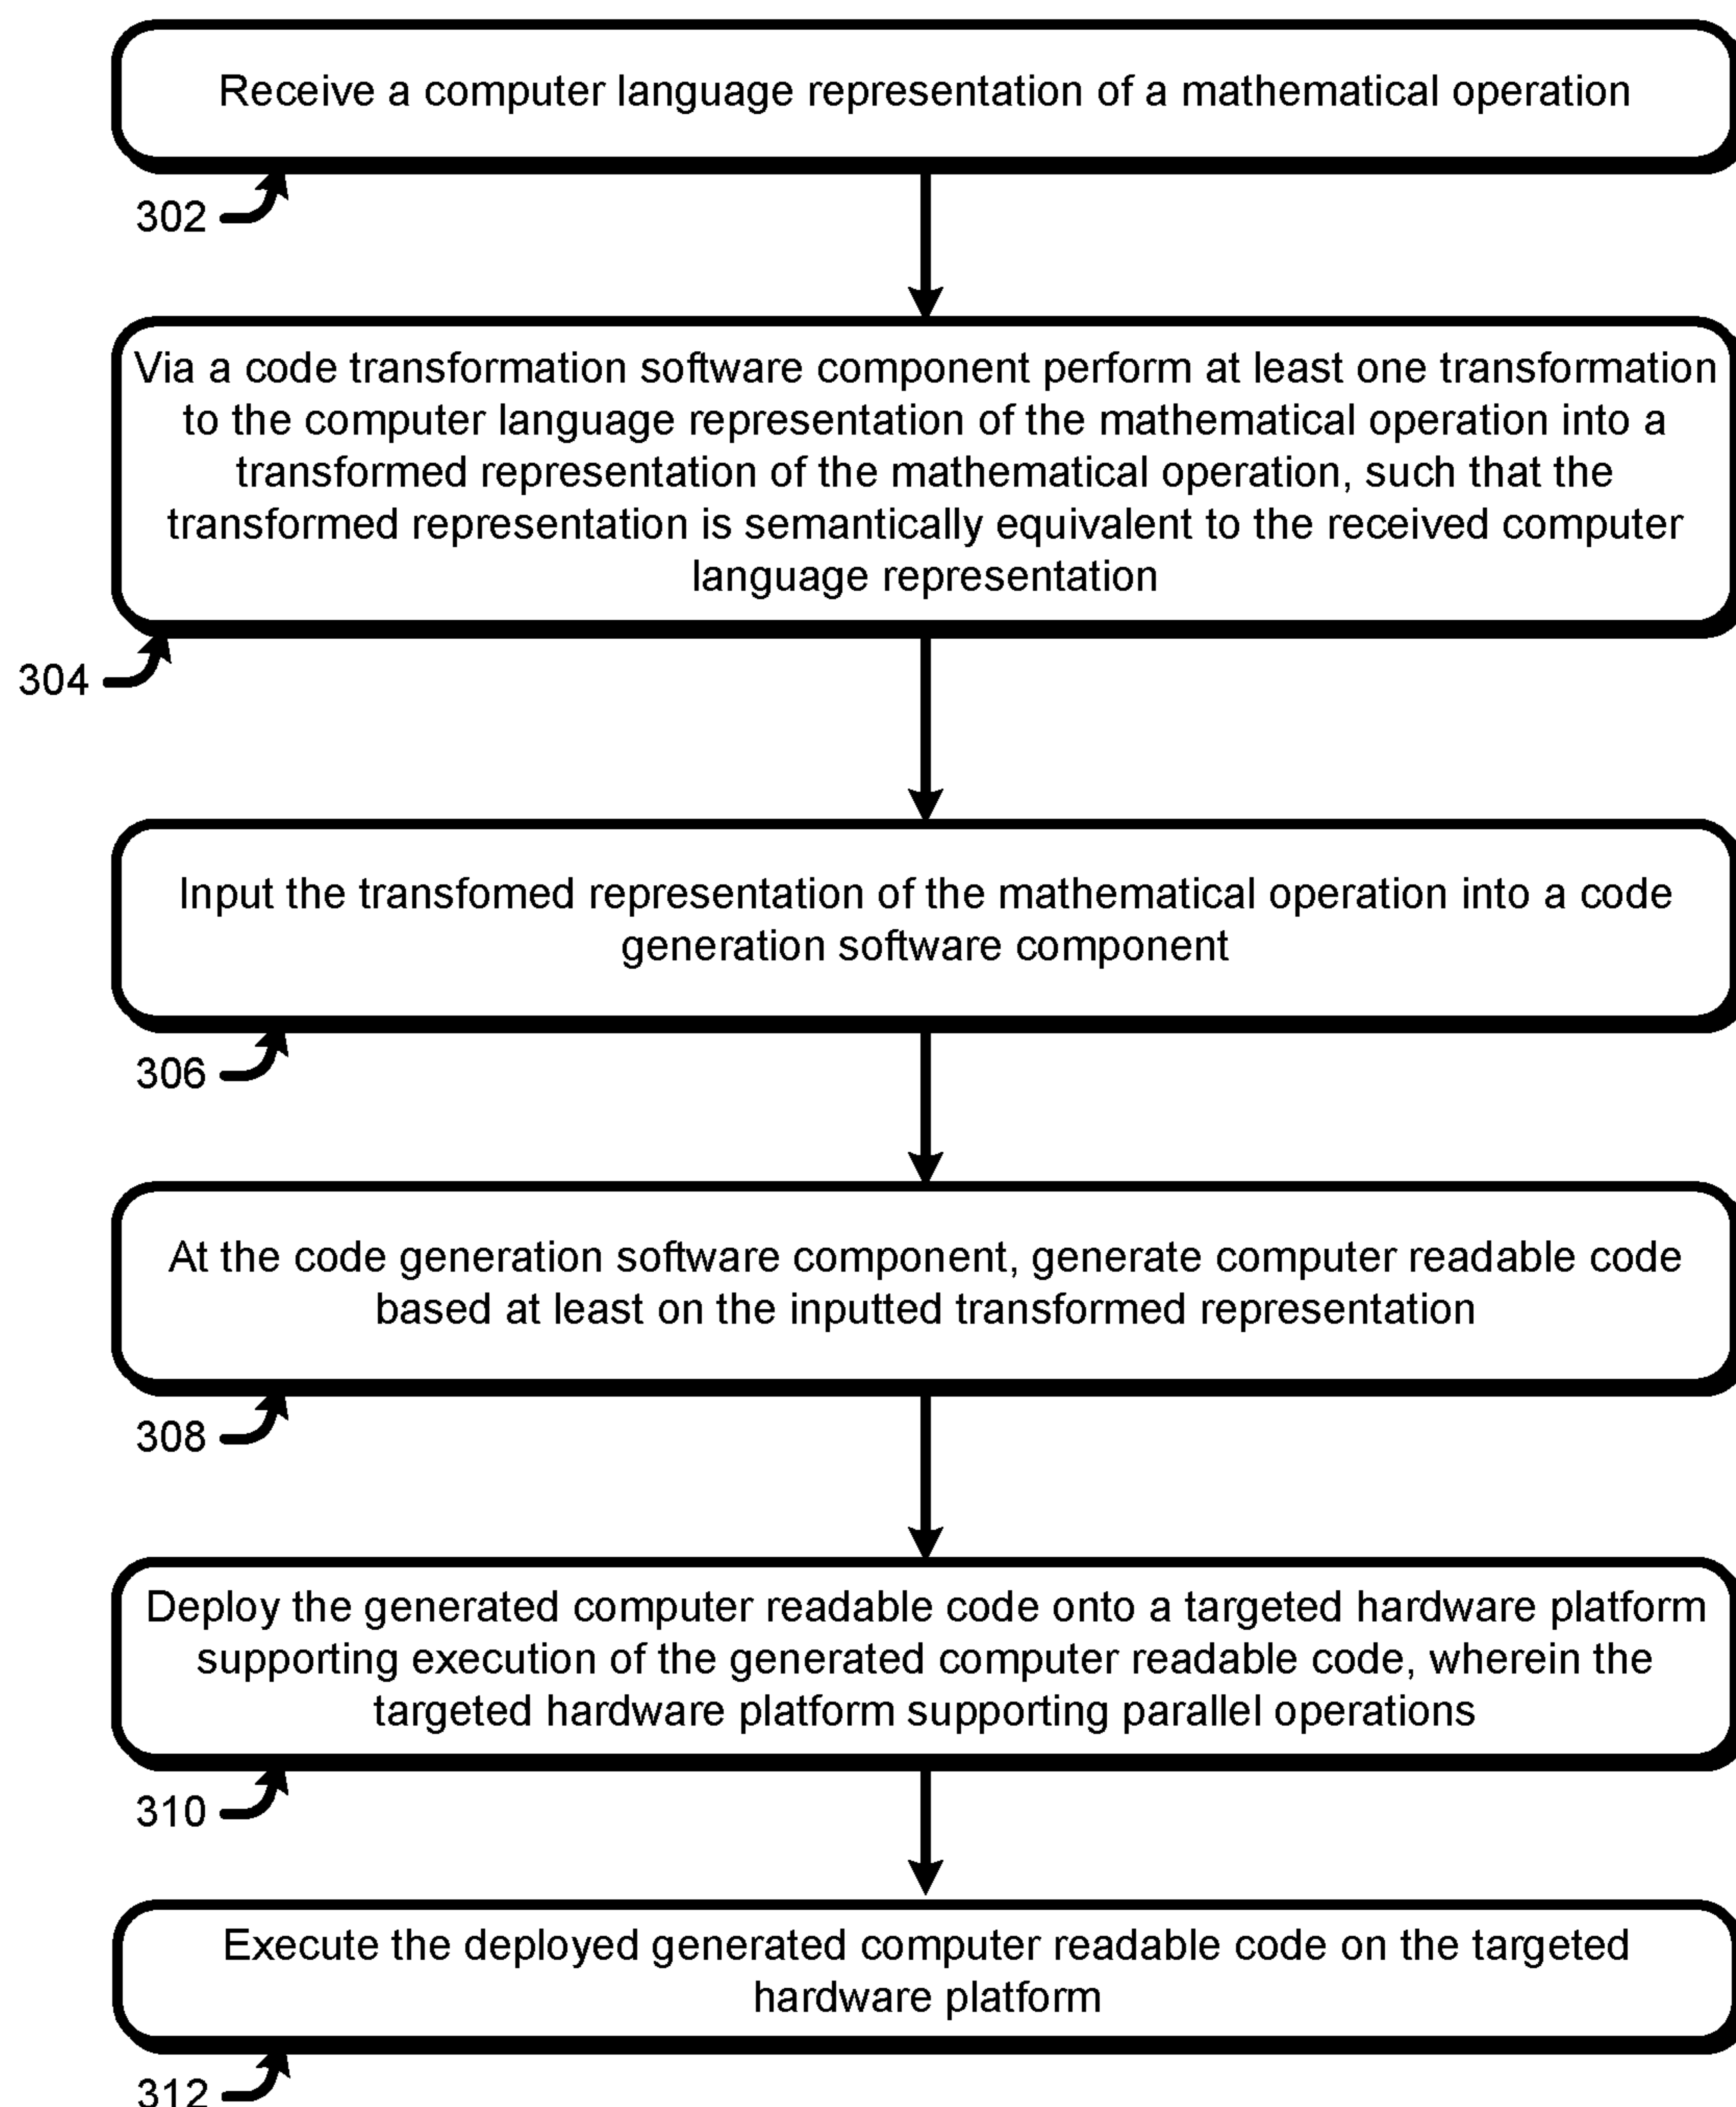 Receive a computer language representation of a mathematical operation
302
Via a code transformation software component perform at least one transformation
to the computer language representation of the mathematical operation into a
transformed representation of the mathematical operation, such that the
transformed representation is semantically equivalent to the received computer
language representation
304
Input the transfomed representation of the mathematical operation into a code
generation software component
306
At the code generation software component, generate computer readable code
based at least on the inputted transformed representation
308
Deploy the generated computer readable code onto a targeted hardware platform
supporting execution of the generated computer readable code, wherein the
targeted hardware platform supporting parallel operations
310
Execute the deployed generated computer readable code on the targeted
hardware platform
312